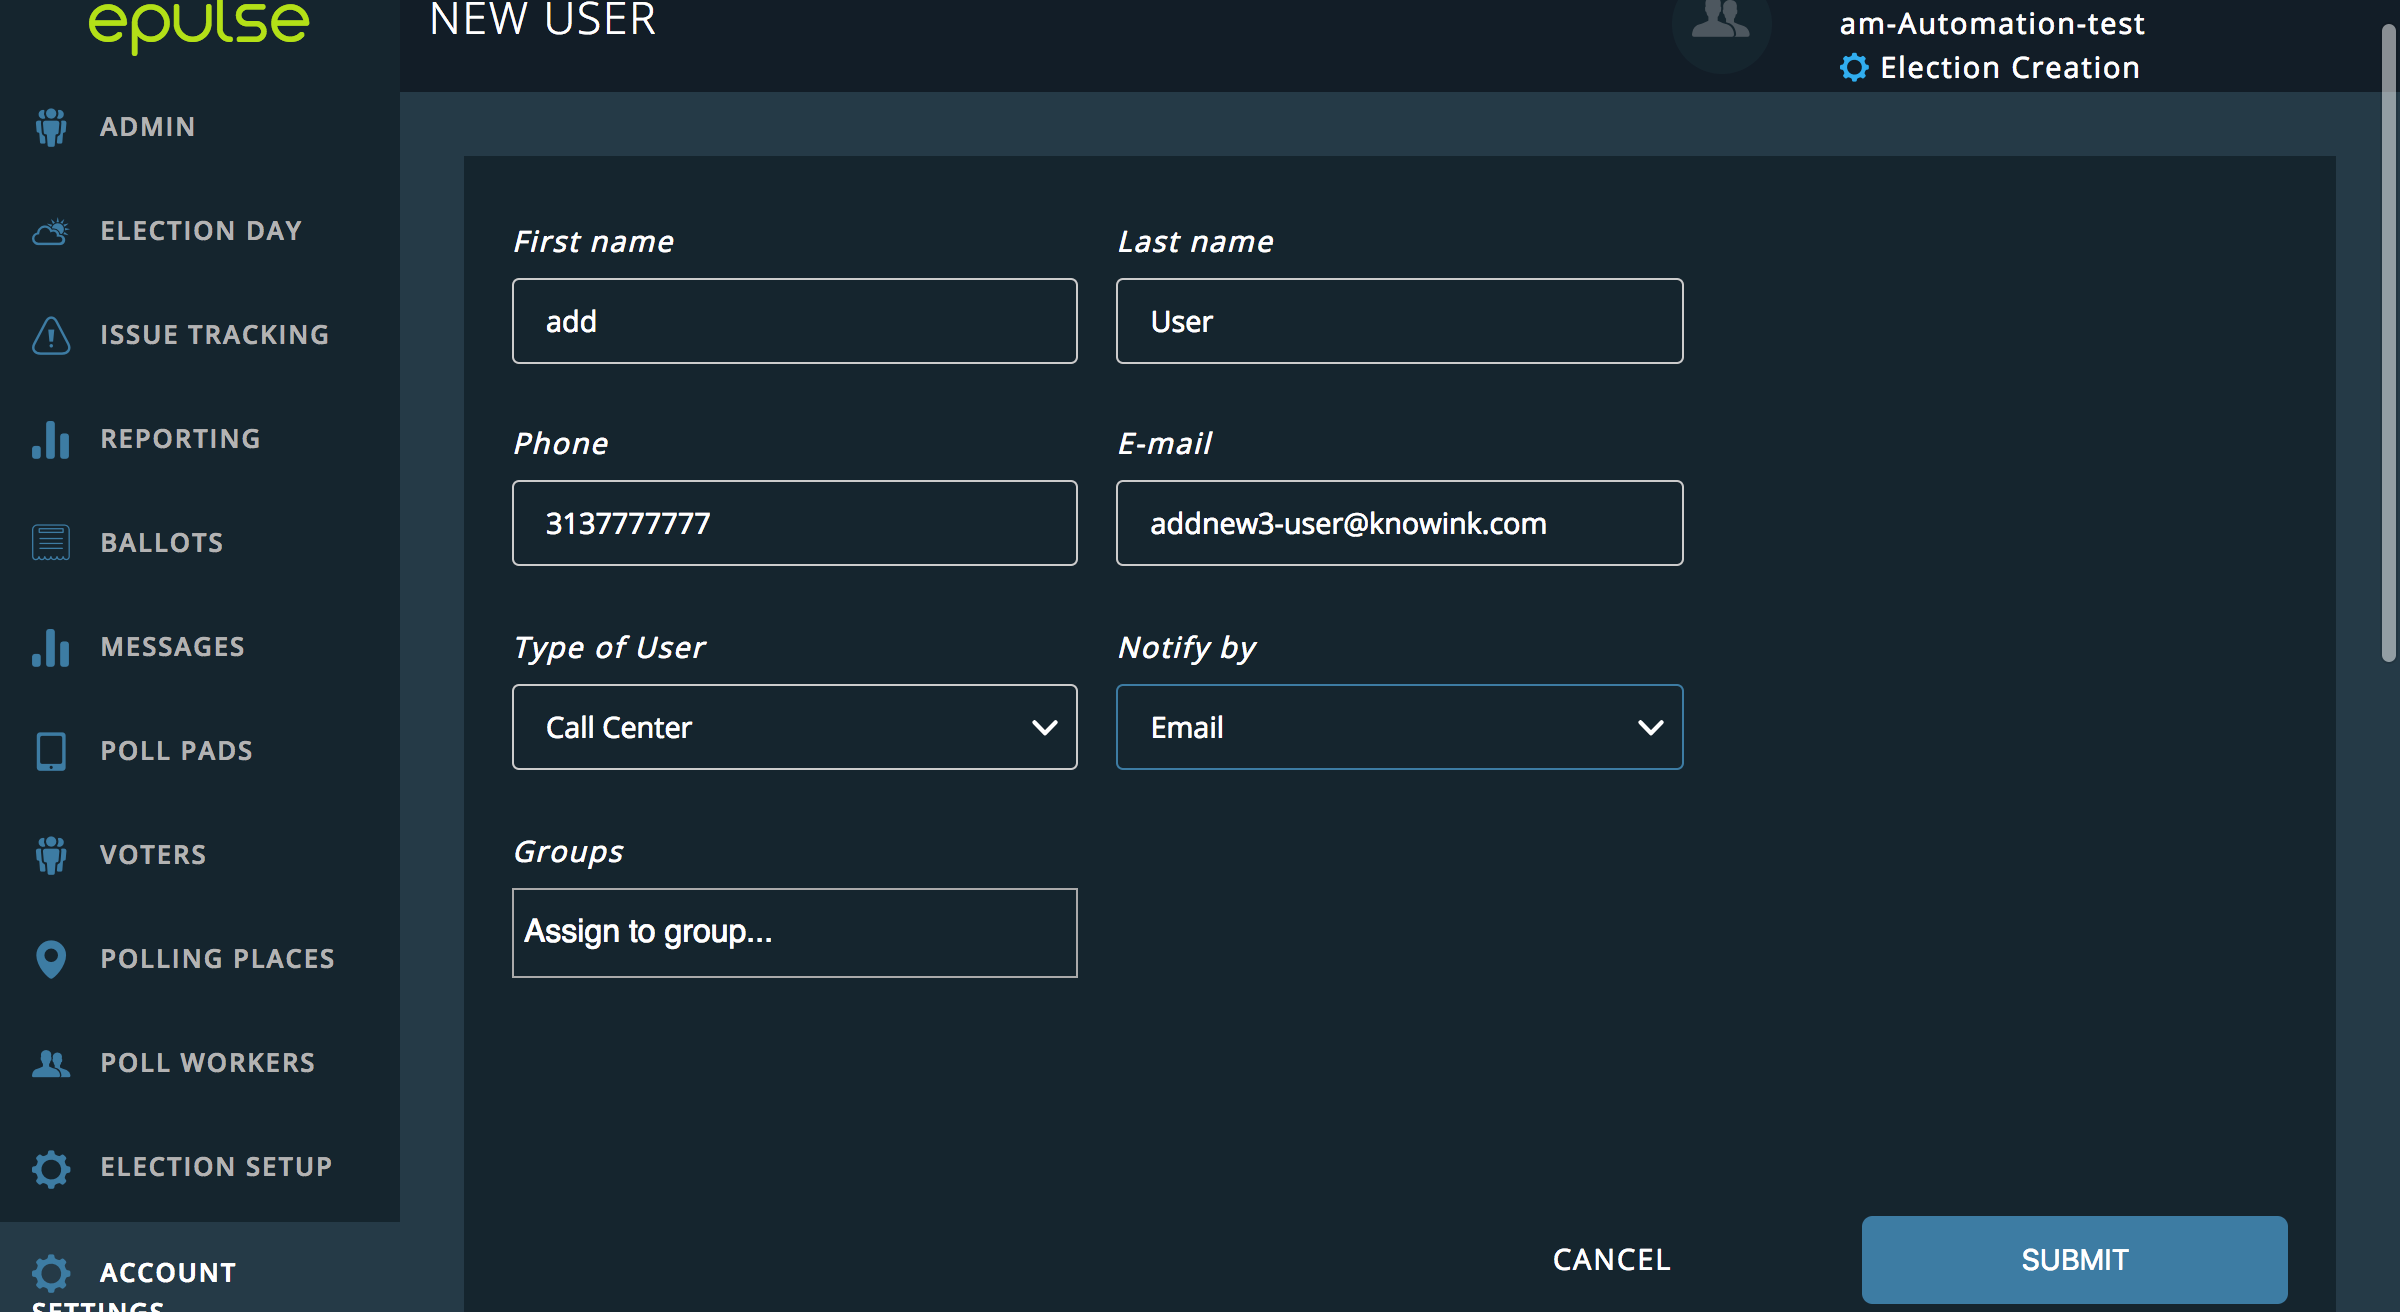 epulse
NEW USER
am-Automation-test
Election Creation
ADMIN
ELECTION DAY
ISSUE TRACKING
REPORTING
BALLOTS
MESSAGES
POLL PADS
VOTERS
POLLING PLACES
POLL WORKERS
ELECTION SETUP
ACCOUNT
SETTINGS
First name
Last name
add
User
Phone
E-mail
3137777777
addnew3-user@knowink.com
Type of User
Notify by
Call Center
Email
Groups
Assign to group...
CANCEL
SUBMIT